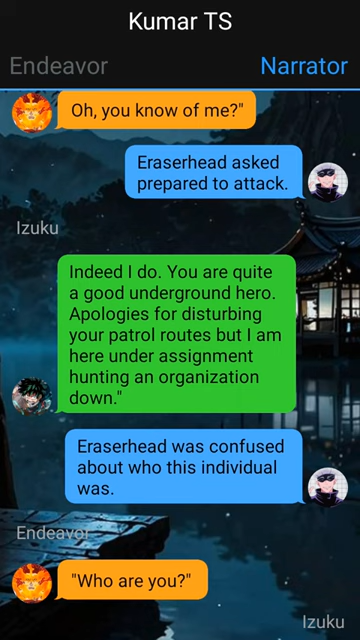 Kumar TS
Endeavor
Narrator
Oh, you know of me?"
Eraserhead asked
prepared to attack.
Izuku
Indeed I do. You are quite
a good underground hero.
Apologies for disturbing
your patrol routes but I am
here under assignment
hunting an organization
down."
Eraserhead was confused
about who this individual
was.
Endeavor
"Who are you?"
Izuku